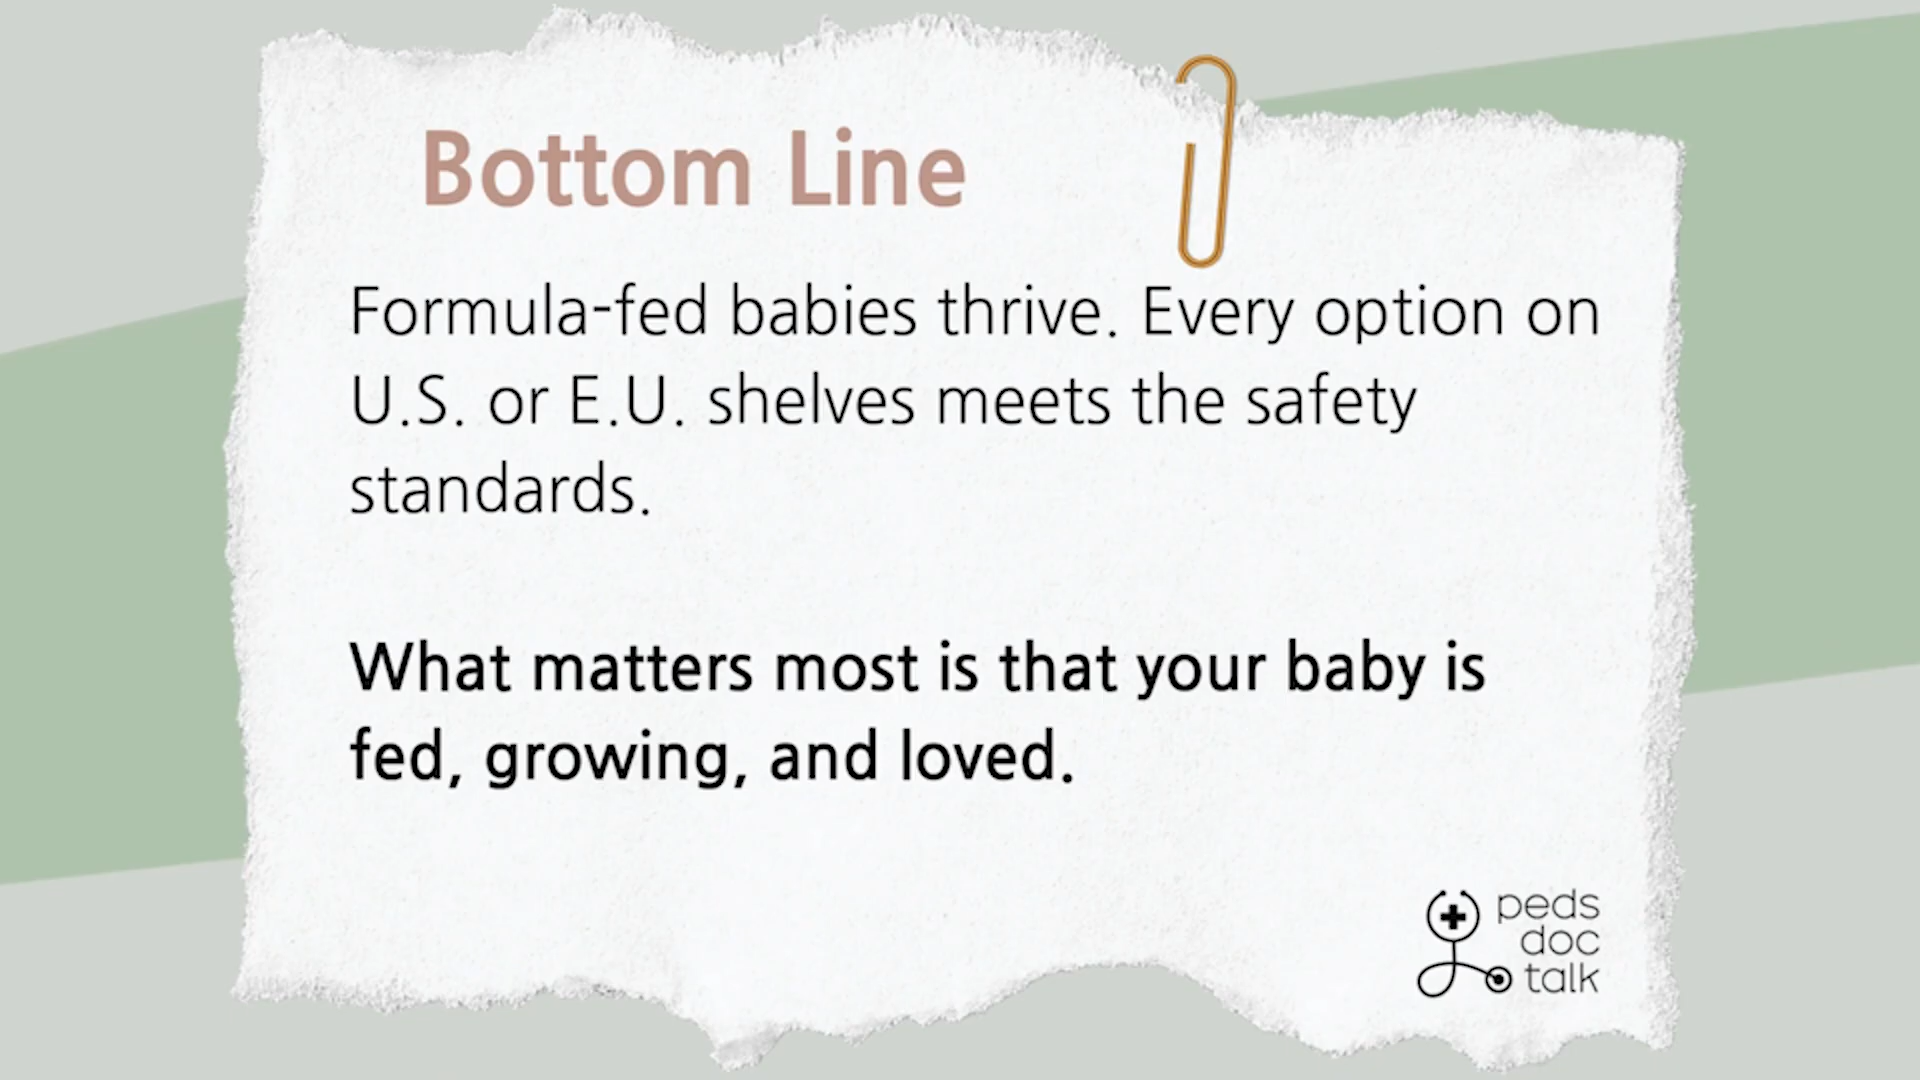 Bottom Line
Formula-fed babies thrive. Every option on
U.S. or E.U. shelves meets the safety
standards.
What matters most is that your baby is
fed, growing, and loved.
peds
doc
talk